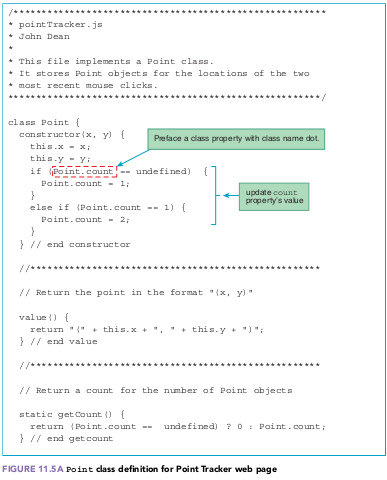 /*****************************************************
* pointTracker.js
* John Dean
*
* This file implements a Point class.
* It stores Point objects for the locations of the two
* most recent mouse clicks.
*****************************************************/
class Point {
constructor(x, y) {
this.x = x;
this.y = y;
Preface a class property with class name dot.
if (Point.count == undefined) {
Point.count = 1;
}
else if (Point.count == 1) {
Point.count = 2;
}
} // end constructor
update count
property's value
//*************************************************
// Return the point in the format "(x, y)"
value() {
return "(" + this.x + ", " + this.y + ")";
} // end value
//*************************************************
// Return a count for the number of Point objects
static getCount() {
return (Point.count == undefined) ? 0 : Point.count;
} // end getcount
FIGURE 11.5A Point class definition for Point Tracker web page